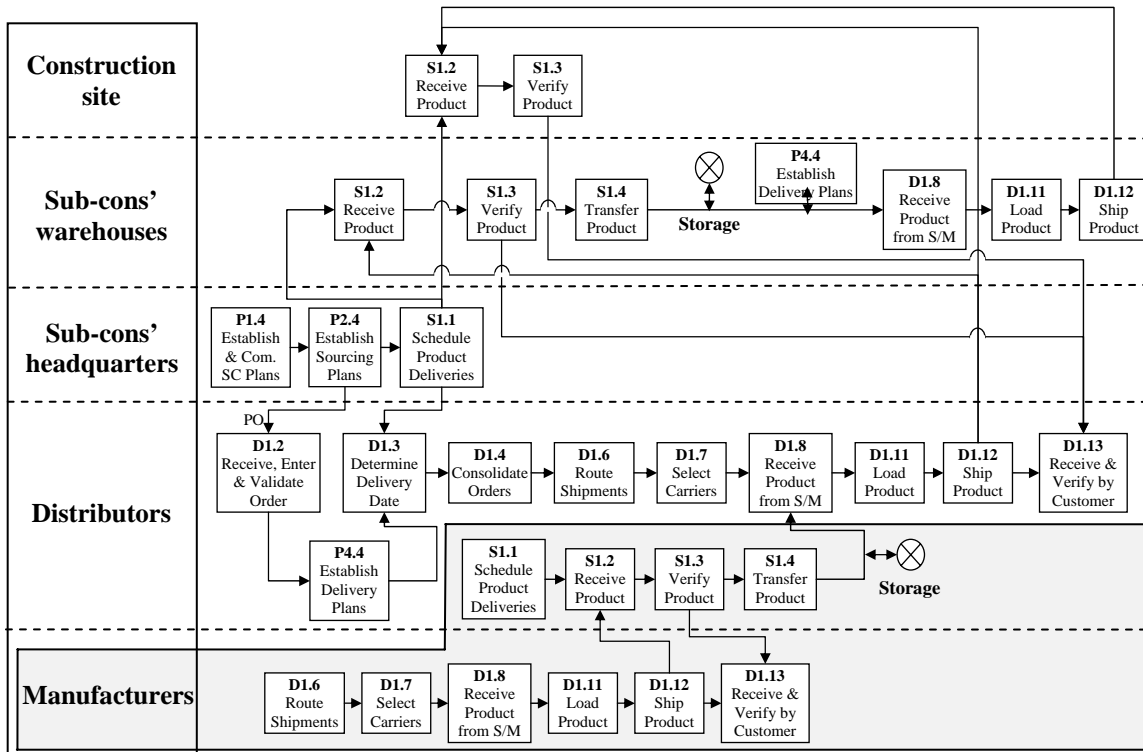 Construction
site
S1.2
Receive
Product
S1.3
Verify
Product
Sub-cons’
warehouses
S1.2
Receive
Product
S1.3
Verify
Product
S1.4
Transfer
Product
Storage
P4.4
Establish
Delivery Plans
D1.8
Receive
Product
from S/M
D1.11
Load
Product
D1.12
Ship
Product
Sub-cons’
headquarters
P1.4
Establish
& Com.
SC Plans
P2.4
Establish
Sourcing
Plans
S1.1
Schedule
Product
Deliveries
Distributors
PO
D1.2
Receive, Enter
& Validate
Order
D1.3
Determine
Delivery
Date
D1.4
Consolidate
Orders
D1.6
Route
Shipments
D1.7
Select
Carriers
D1.8
Receive
Product
from S/M
D1.11
Load
Product
D1.12
Ship
Product
D1.13
Receive &
Verify by
Customer
P4.4
Establish
Delivery
Plans
S1.1
Schedule
Product
Deliveries
S1.2
Receive
Product
S1.3
Verify
Product
S1.4
Transfer
Product
Storage
Manufacturers
D1.6
Route
Shipments
D1.7
Select
Carriers
D1.8
Receive
Product
from S/M
D1.11
Load
Product
D1.12
Ship
Product
D1.13
Receive &
Verify by
Customer